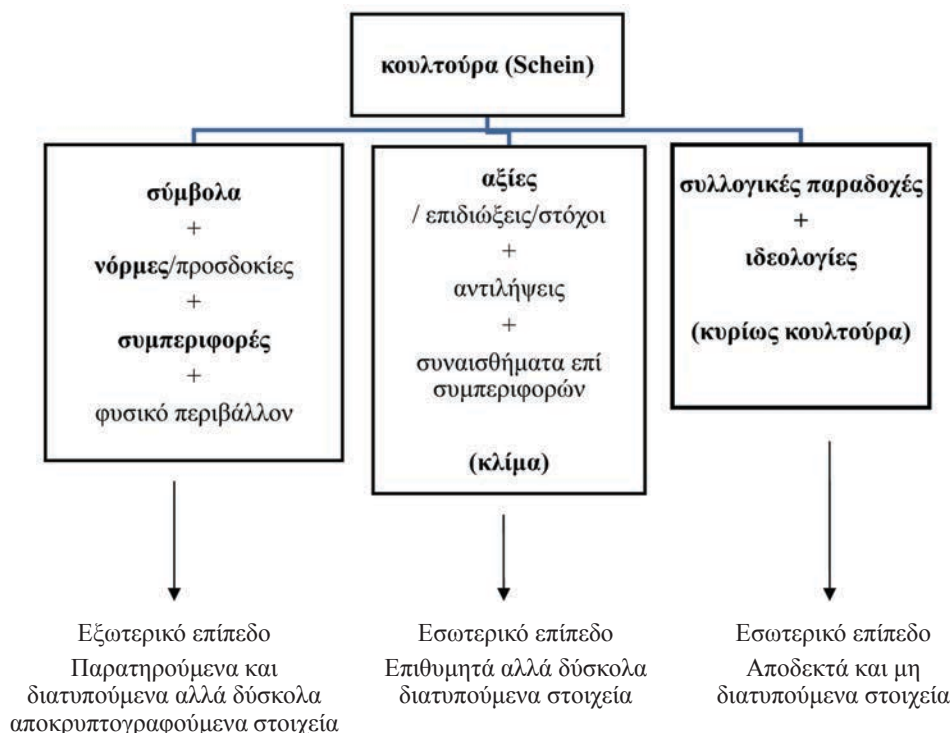 κουλτούρα (Schein)
σύμβολα
+
νόρμες/προσδοκίες
+
συμπεριφορές
+
φυσικό περιβάλλον
αξίες
/ επιδιώξεις/στόχοι
+
αντιλήψεις
+
συναισθήματα επί
συμπεριφορών
(κλίμα)
συλλογικές παραδοχές
+
ιδεολογίες
(κυρίως κουλτούρα)
Εξωτερικό επίπεδο
Παρατηρούμενα και
διατυπούμενα αλλά δύσκολα
αποκρυπτογραφούμενα στοιχεία
Εσωτερικό επίπεδο
Επιθυμητά αλλά δύσκολα
διατυπούμενα στοιχεία
Εσωτερικό επίπεδο
Αποδεκτά και μη
διατυπούμενα στοιχεία